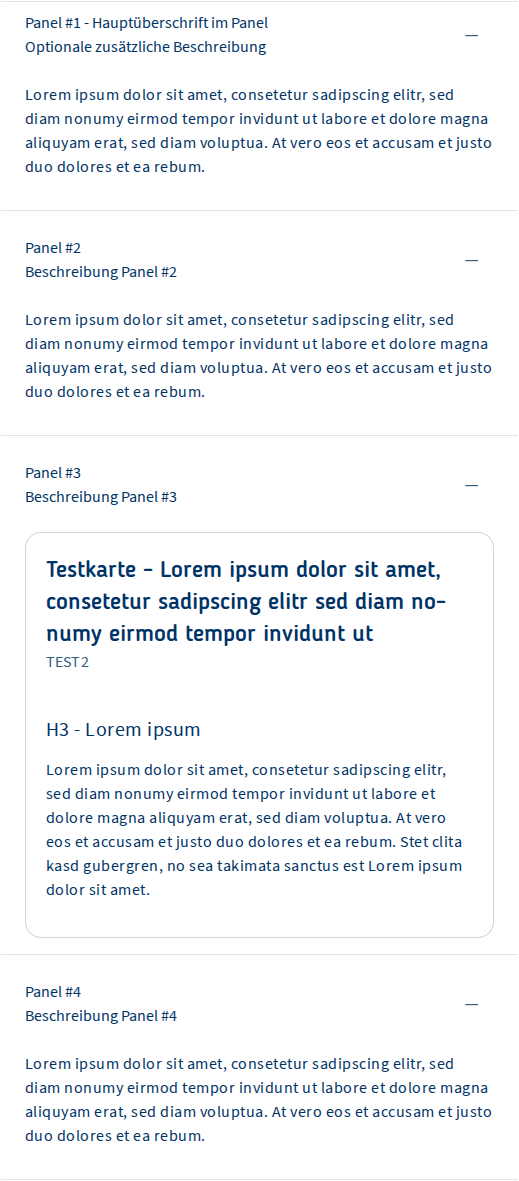 Panel #1 - Hauptüberschrift im Panel
Optionale zusätzliche Beschreibung
Lorem ipsum dolor sit amet, consetetur sadipscing elitr, sed
diam nonumy eirmod tempor invidunt ut labore et dolore magna
aliquyam erat, sed diam voluptua. At vero eos et accusam et justo
duo dolores et ea rebum.
Panel #2
Beschreibung Panel #2
Lorem ipsum dolor sit amet, consetetur sadipscing elitr, sed
diam nonumy eirmod tempor invidunt ut labore et dolore magna
aliquyam erat, sed diam voluptua. At vero eos et accusam et justo
duo dolores et ea rebum.
Panel #3
Beschreibung Panel #3
Testkarte – Lorem ipsum dolor sit amet,
consetetur sadipscing elitr sed diam no-
numy eirmod tempor invidunt ut
TEST2
H3 - Lorem ipsum
Lorem ipsum dolor sit amet, consetetur sadipscing elitr,
sed diam nonumy eirmod tempor invidunt ut labore et
dolore magna aliquyam erat, sed diam voluptua. At vero
eos et accusam et justo duo dolores et ea rebum. Stet clita
kasd gubergren, no sea takimata sanctus est Lorem ipsum
dolor sit amet.
Panel #4
Beschreibung Panel #4
Lorem ipsum dolor sit amet, consetetur sadipscing elitr, sed
diam nonumy eirmod tempor invidunt ut labore et dolore magna
aliquyam erat, sed diam voluptua. At vero eos et accusam et justo
duo dolores et ea rebum.